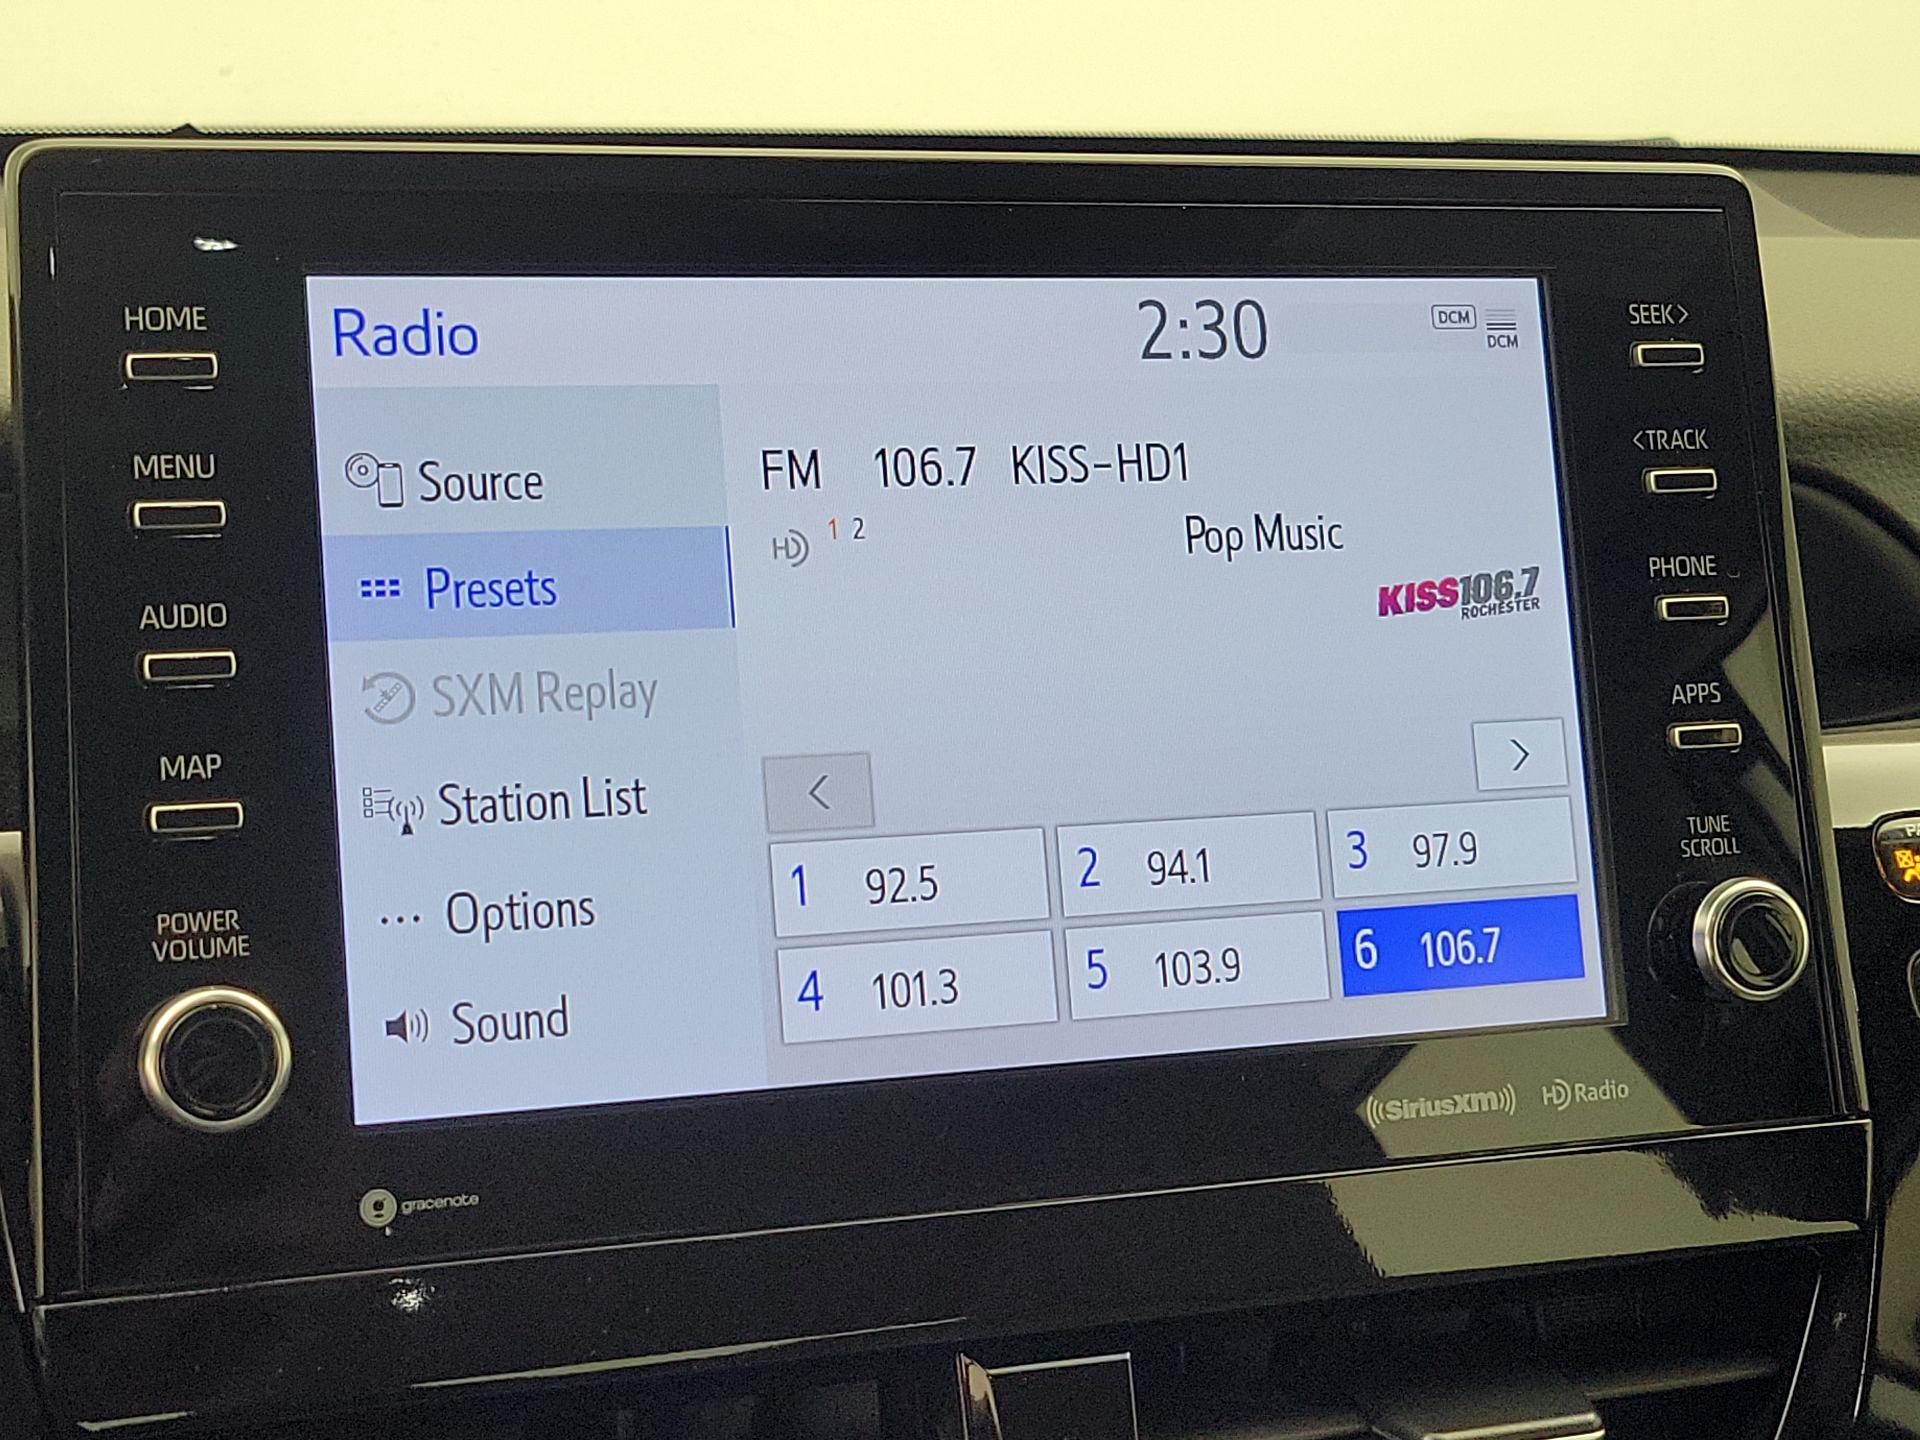 HOME
MENU
AUDIO
MAP
POWER
VOLUME
Radio
2:30
DCM
DCM
Source
Presets
SXM Replay
Station List
Options
Sound
FM 106.7 KISS-HD1
HD 1 2
Pop Music
KISS106.7
ROCHESTER
<
>
1 92.5
2 94.1
3 97.9
4 101.3
5 103.9
6 106.7
SEEK>
<TRACK
PHONE
APPS
TUNE
SCROLL
gracenote
((SiriusXM))
HD Radio